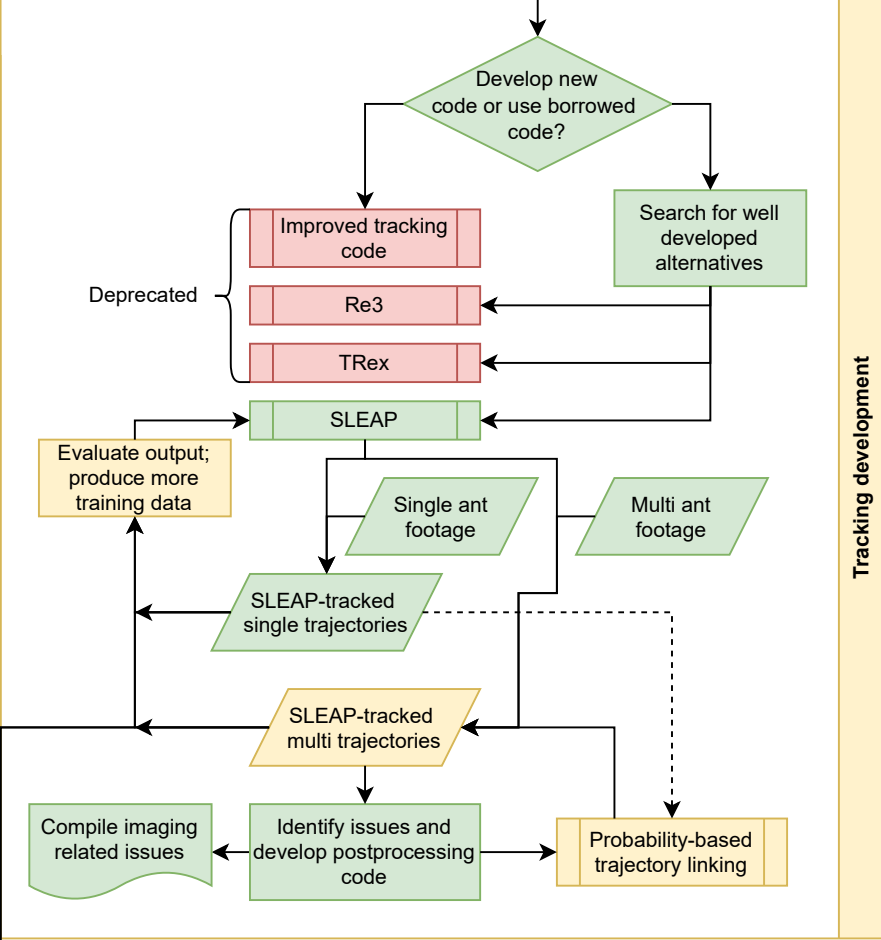 Develop new
code or use borrowed
code?
Improved tracking
code
Search for well
developed
alternatives
Deprecated
Re3
TRex
SLEAP
Evaluate output;
produce more
training data
Single ant
footage
Multi ant
footage
SLEAP-tracked
single trajectories
SLEAP-tracked
multi trajectories
Compile imaging
related issues
Identify issues and
develop postprocessing
code
Probability-based
trajectory linking
Tracking development